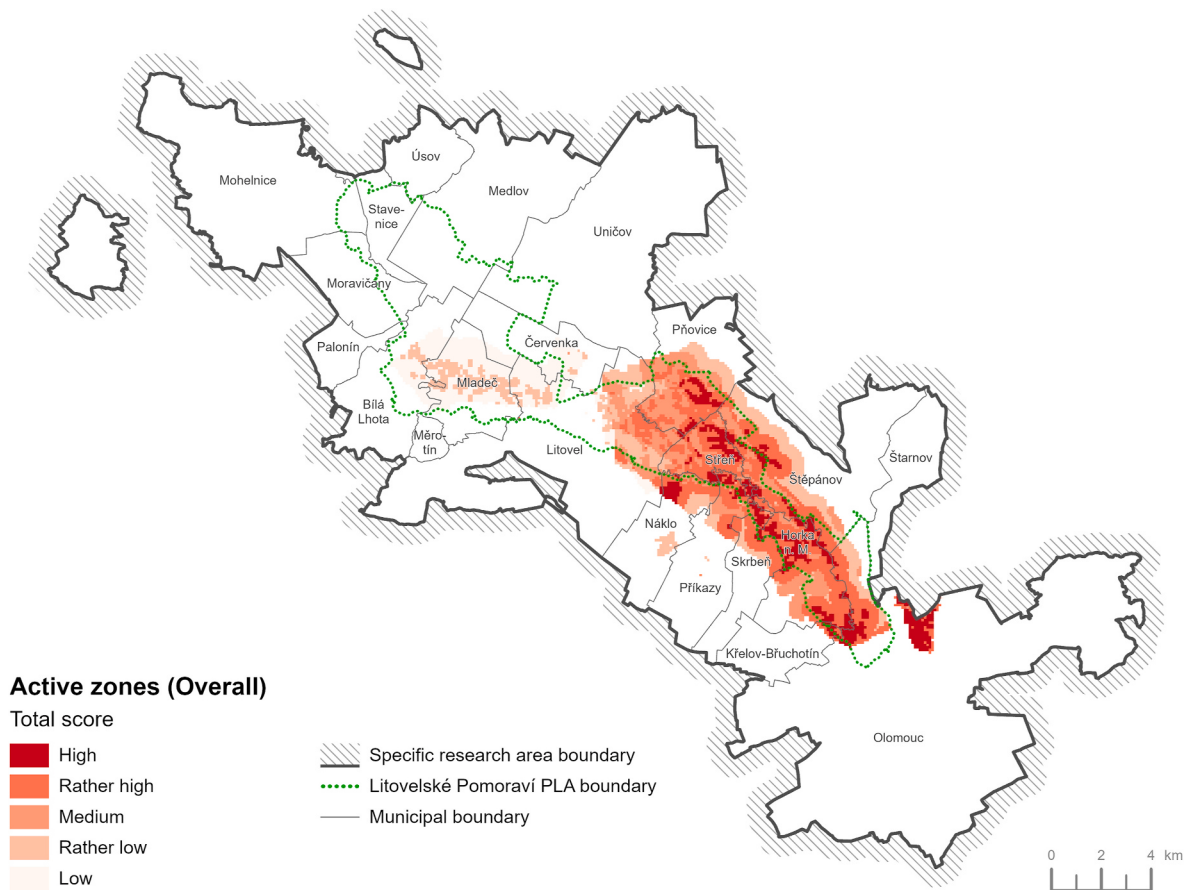 Úsov
Mohelnice
Medlov
Stave-
nice
Uničov
Moravičany
Pňovice
Palonín
Červenka
Mladeč
Bílá
Lhota
Měro-
tín
Litovel
Střeň
Štarnov
Štěpánov
Náklo
Horka
n. M.
Skrbeň
Příkazy
Křelov-Břuchotín
Olomouc
Active zones (Overall)
Total score
High
Rather high
Medium
Rather low
Low
Specific research area boundary
Litovelské Pomoraví PLA boundary
Municipal boundary
0 2 4 km